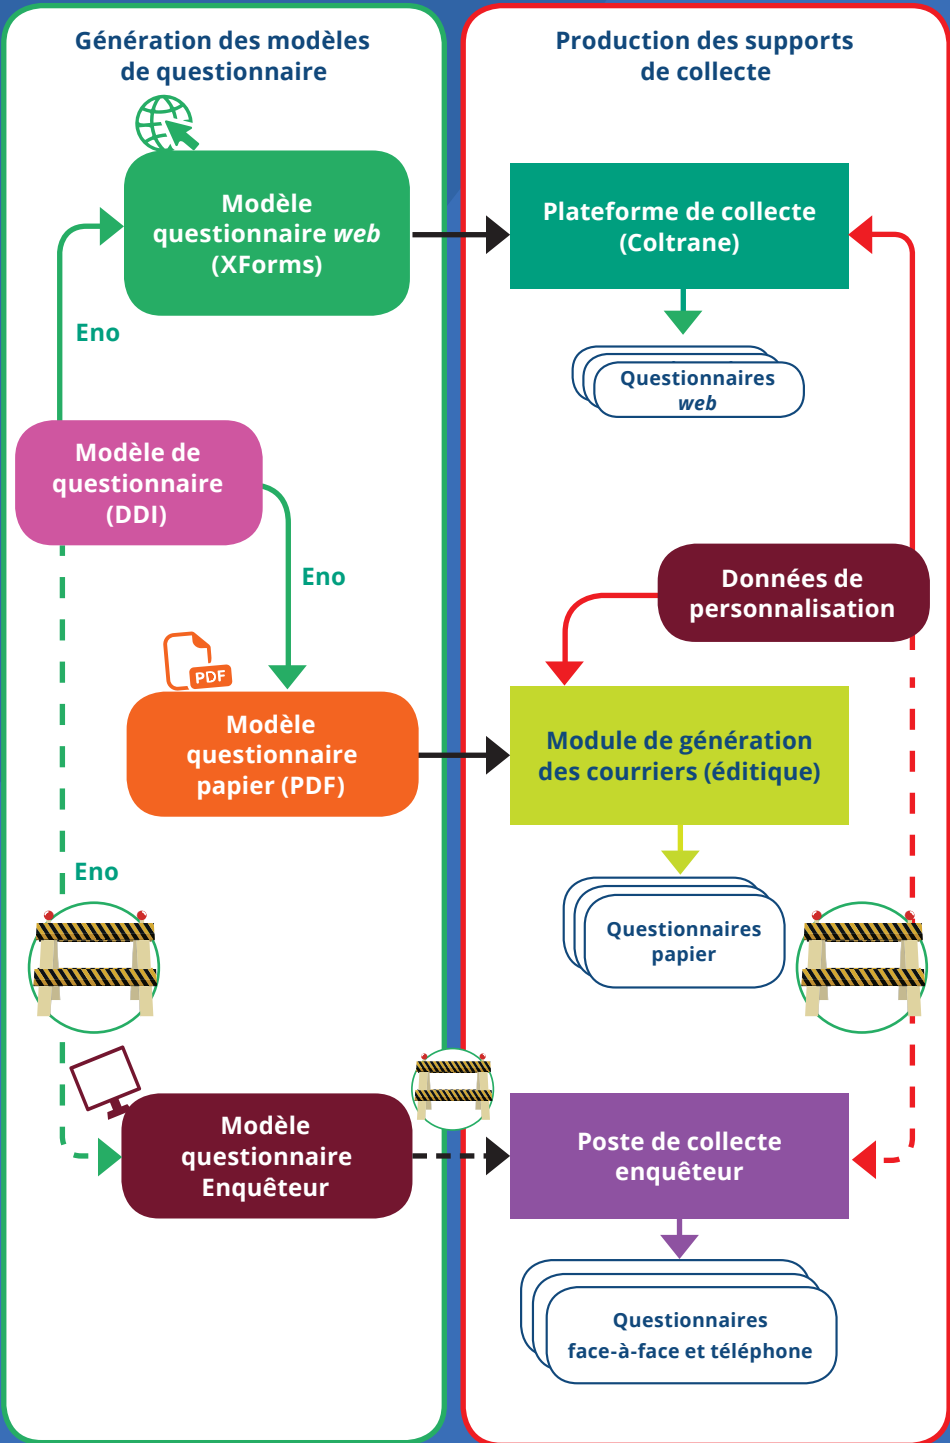 Génération des modèles
de questionnaire
Modèle
questionnaire web
(XForms)
Eno
Modèle de
questionnaire
(DDI)
Eno
PDF
Modèle
questionnaire
papier (PDF)
Eno
Modèle
questionnaire
Enquêteur
Production des supports
de collecte
Plateforme de collecte
(Coltrane)
Questionnaires
web
Données de
personnalisation
Module de génération
des courriers (éditique)
Questionnaires
papier
Poste de collecte
enquêteur
Questionnaires
face-à-face et téléphone